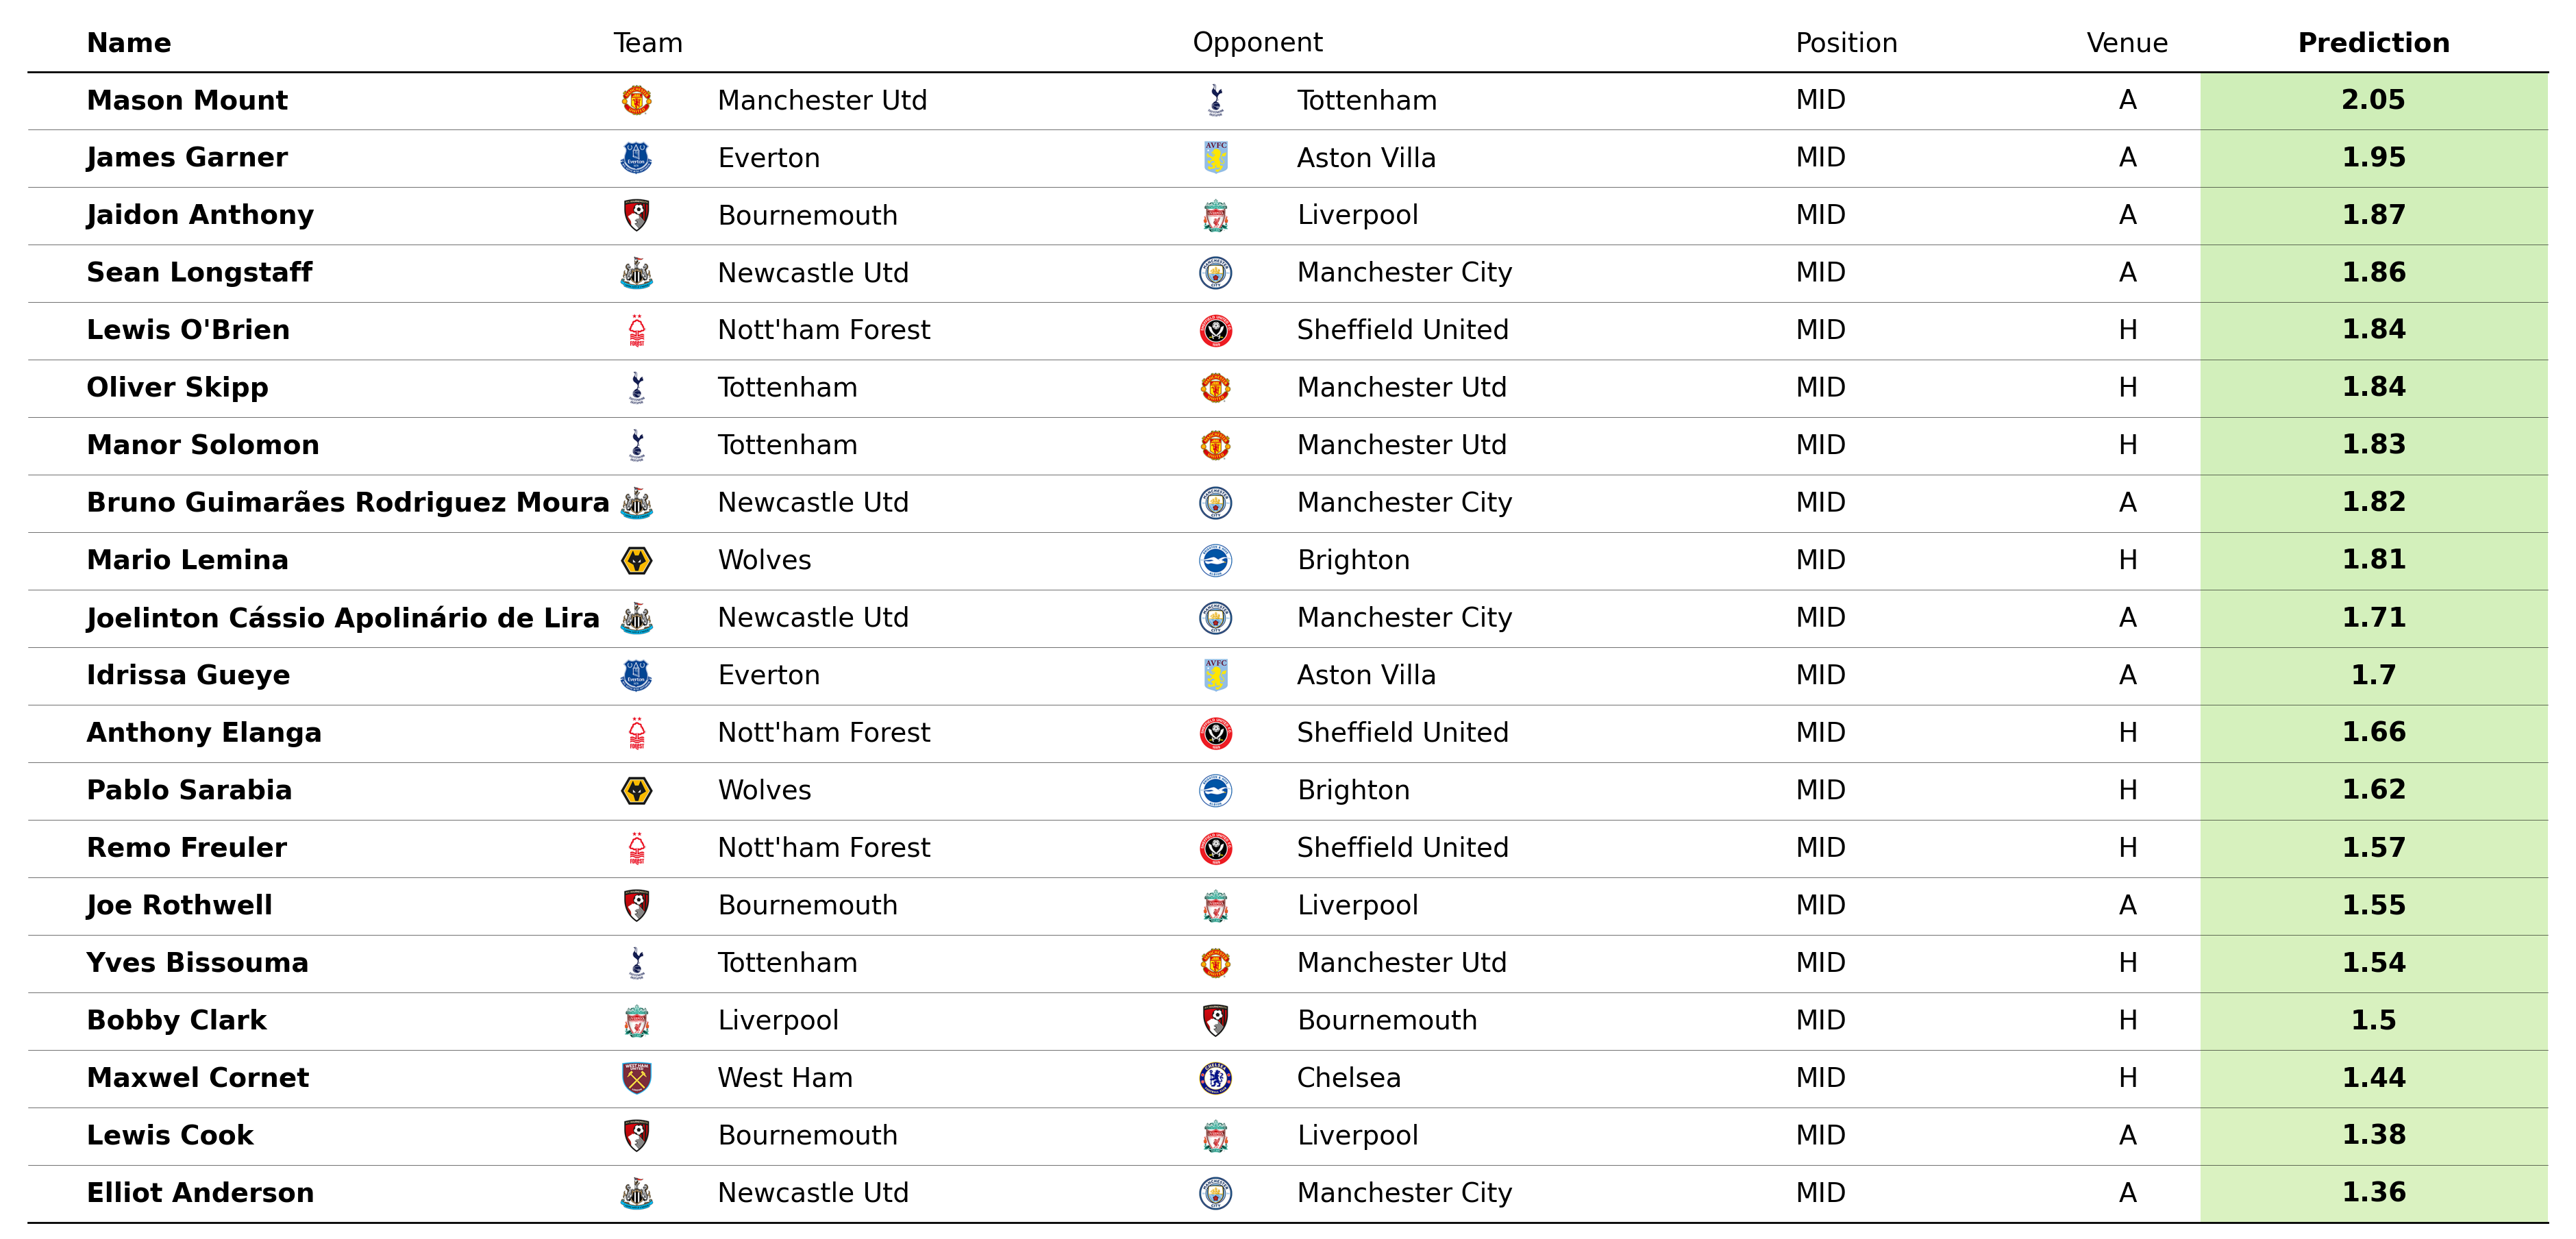 Name Team Opponent Position Venue Prediction
Mason Mount Manchester Utd Tottenham MID A 2.05
James Garner Everton Aston Villa MID A 1.95
Jaidon Anthony Bournemouth Liverpool MID A 1.87
Sean Longstaff Newcastle Utd Manchester City MID A 1.86
Lewis O'Brien Nott'ham Forest Sheffield United MID H 1.84
Oliver Skipp Tottenham Manchester Utd MID H 1.84
Manor Solomon Tottenham Manchester Utd MID H 1.83
Bruno Guimarães Rodriguez Moura Newcastle Utd Manchester City MID A 1.82
Mario Lemina Wolves Brighton MID H 1.81
Joelinton Cássio Apolinário de Lira Newcastle Utd Manchester City MID A 1.71
Idrissa Gueye Everton Aston Villa MID A 1.7
Anthony Elanga Nott'ham Forest Sheffield United MID H 1.66
Pablo Sarabia Wolves Brighton MID H 1.62
Remo Freuler Nott'ham Forest Sheffield United MID H 1.57
Joe Rothwell Bournemouth Liverpool MID A 1.55
Yves Bissouma Tottenham Manchester Utd MID H 1.54
Bobby Clark Liverpool Bournemouth MID H 1.5
Maxwel Cornet West Ham Chelsea MID H 1.44
Lewis Cook Bournemouth Liverpool MID A 1.38
Elliot Anderson Newcastle Utd Manchester City MID A 1.36